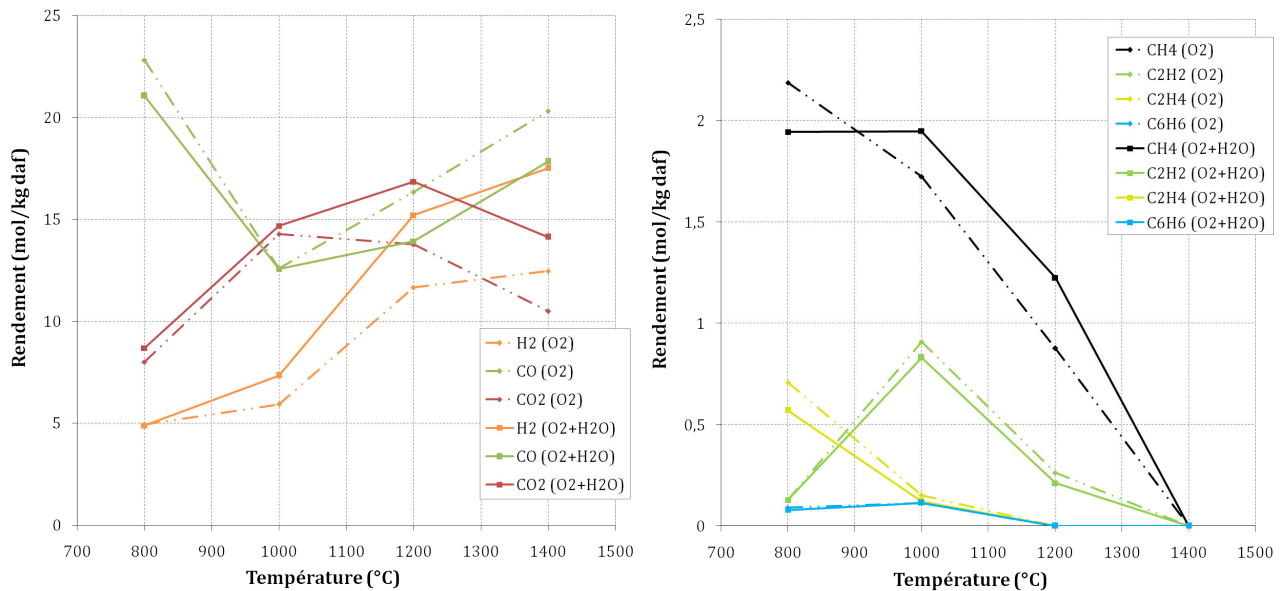 25
20
15
10
5
0
Rendement (mol/kg daf)
700 800 900 1000 1100 1200 1300 1400 1500
Température (°C)
H2 (O2)
CO (O2)
CO2 (O2)
H2 (O2+H2O)
CO (O2+H2O)
CO2 (O2+H2O)
2,5
2
1,5
1
0,5
0
Rendement (mol/kg daf)
700 800 900 1000 1100 1200 1300 1400 1500
Température (°C)
CH4 (O2)
C2H2 (O2)
C2H4 (O2)
C6H6 (O2)
CH4 (O2+H2O)
C2H2 (O2+H2O)
C2H4 (O2+H2O)
C6H6 (O2+H2O)